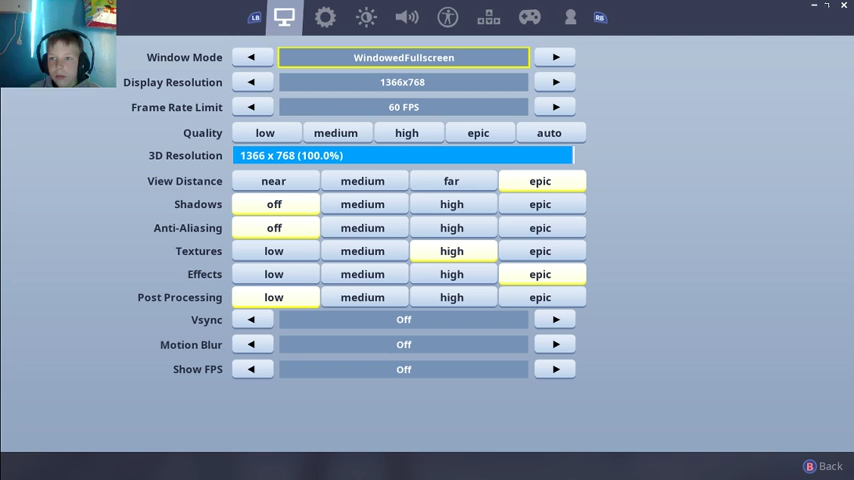 LB RB
Window Mode WindowedFullscreen
Display Resolution 1366x768
Frame Rate Limit 60 FPS
Quality low medium high epic auto
3D Resolution 1366 x 768 (100.0%)
View Distance near medium far epic
Shadows off medium high epic
Anti-Aliasing off medium high epic
Textures low medium high epic
Effects low medium high epic
Post Processing low medium high epic
Vsync Off
Motion Blur Off
Show FPS Off
B Back